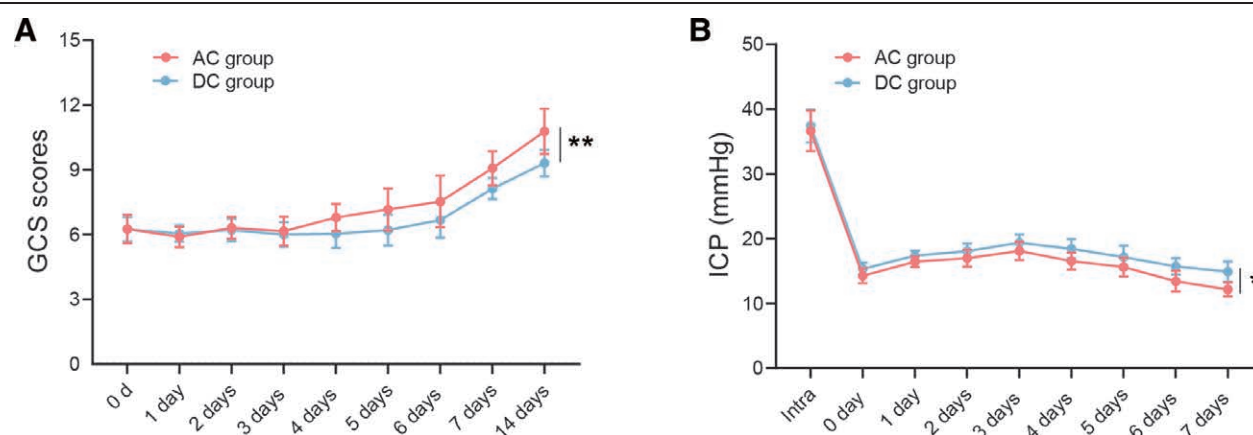 A
B
15
12
9
6
3
0
GCS scores
AC group
DC group
**
0 d
1 day
2 days
3 days
4 days
5 days
6 days
7 days
14 days
50
40
30
20
10
0
ICP (mmHg)
AC group
DC group
*
Intra
0 day
1 day
2 days
3 days
4 days
5 days
6 days
7 days